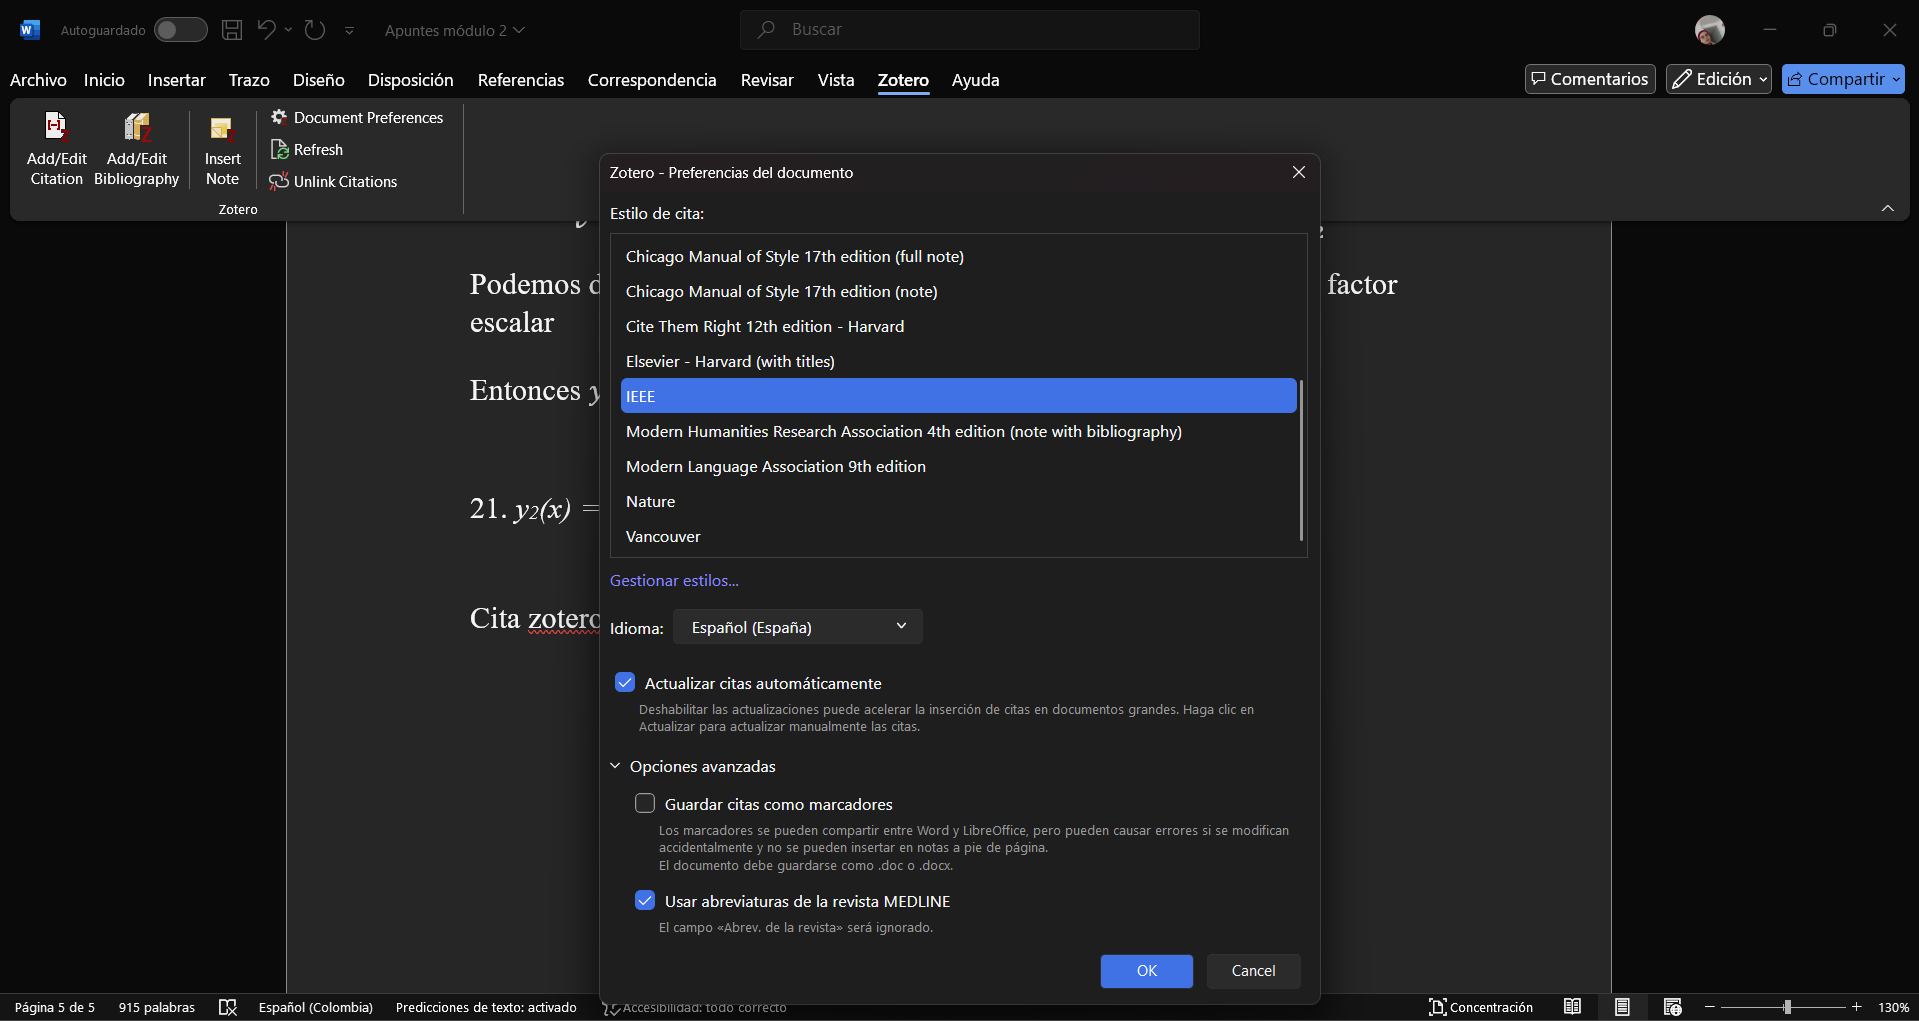 Autoguardado
Apuntes módulo 2
Buscar
Archivo Inicio Insertar Trazo Diseño Disposición Referencias Correspondencia Revisar Vista Zotero Ayuda
Comentarios Edición Compartir
Add/Edit Citation
Add/Edit Bibliography
Insert Note
Document Preferences
Refresh
Unlink Citations
Zotero
Podemos
factor
escalar
Entonces y
21. y₂(x) =
Cita zotero
Zotero - Preferencias del documento
Estilo de cita:
Chicago Manual of Style 17th edition (full note)
Chicago Manual of Style 17th edition (note)
Cite Them Right 12th edition - Harvard
Elsevier - Harvard (with titles)
IEEE
Modern Humanities Research Association 4th edition (note with bibliography)
Modern Language Association 9th edition
Nature
Vancouver
Gestionar estilos...
Idioma: Español (España)
Actualizar citas automáticamente
Deshabilitar las actualizaciones puede acelerar la inserción de citas en documentos grandes. Haga clic en
Actualizar para actualizar manualmente las citas.
Opciones avanzadas
Guardar citas como marcadores
Los marcadores se pueden compartir entre Word y LibreOffice, pero pueden causar errores si se modifican
accidentalmente y no se pueden insertar en notas a pie de página.
El documento debe guardarse como .doc o .docx.
Usar abreviaturas de la revista MEDLINE
El campo «Abrev. de la revista» será ignorado.
OK Cancel
Página 5 de 5 915 palabras Español (Colombia) Predicciones de texto: activado Accesibilidad: todo correcto Concentración 130%